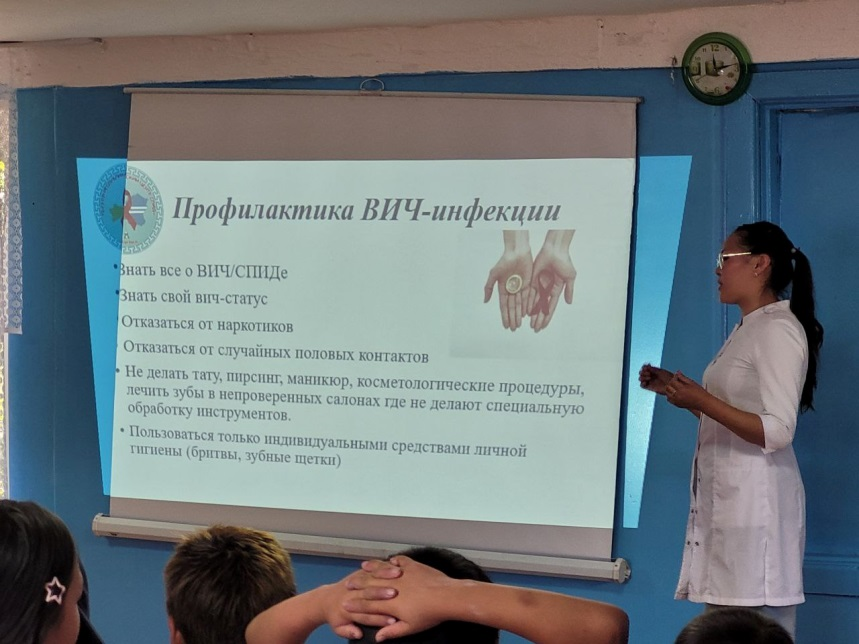 Профилактика ВИЧ-инфекции
• Знать все о ВИЧ/СПИДе
• Знать свой вич-статус
Отказаться от наркотиков
Отказаться от случайных половых контактов
• Не делать тату, пирсинг, маникюр, косметологические процедуры,
лечить зубы в непроверенных салонах где не делают специальную
обработку инструментов.
• Пользоваться только индивидуальными средствами личной
гигиены (бритвы, зубные щетки)